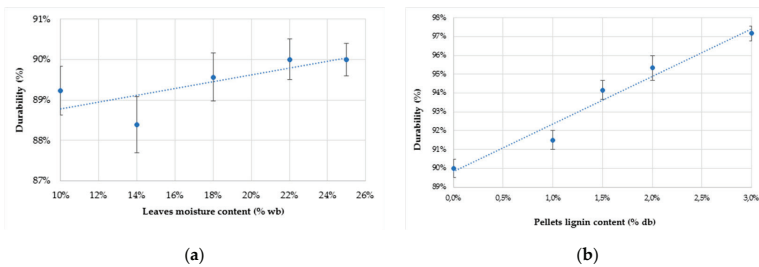 91%
90%
89%
88%
87%
Durability (%)
10% 12% 14% 16% 18% 20% 22% 24% 26%
Leaves moisture content (% wb)
(a)
98%
97%
96%
95%
94%
93%
92%
91%
90%
89%
Durability (%)
0,0% 0,5% 1,0% 1,5% 2,0% 2,5% 3,0%
Pellets lignin content (% db)
(b)